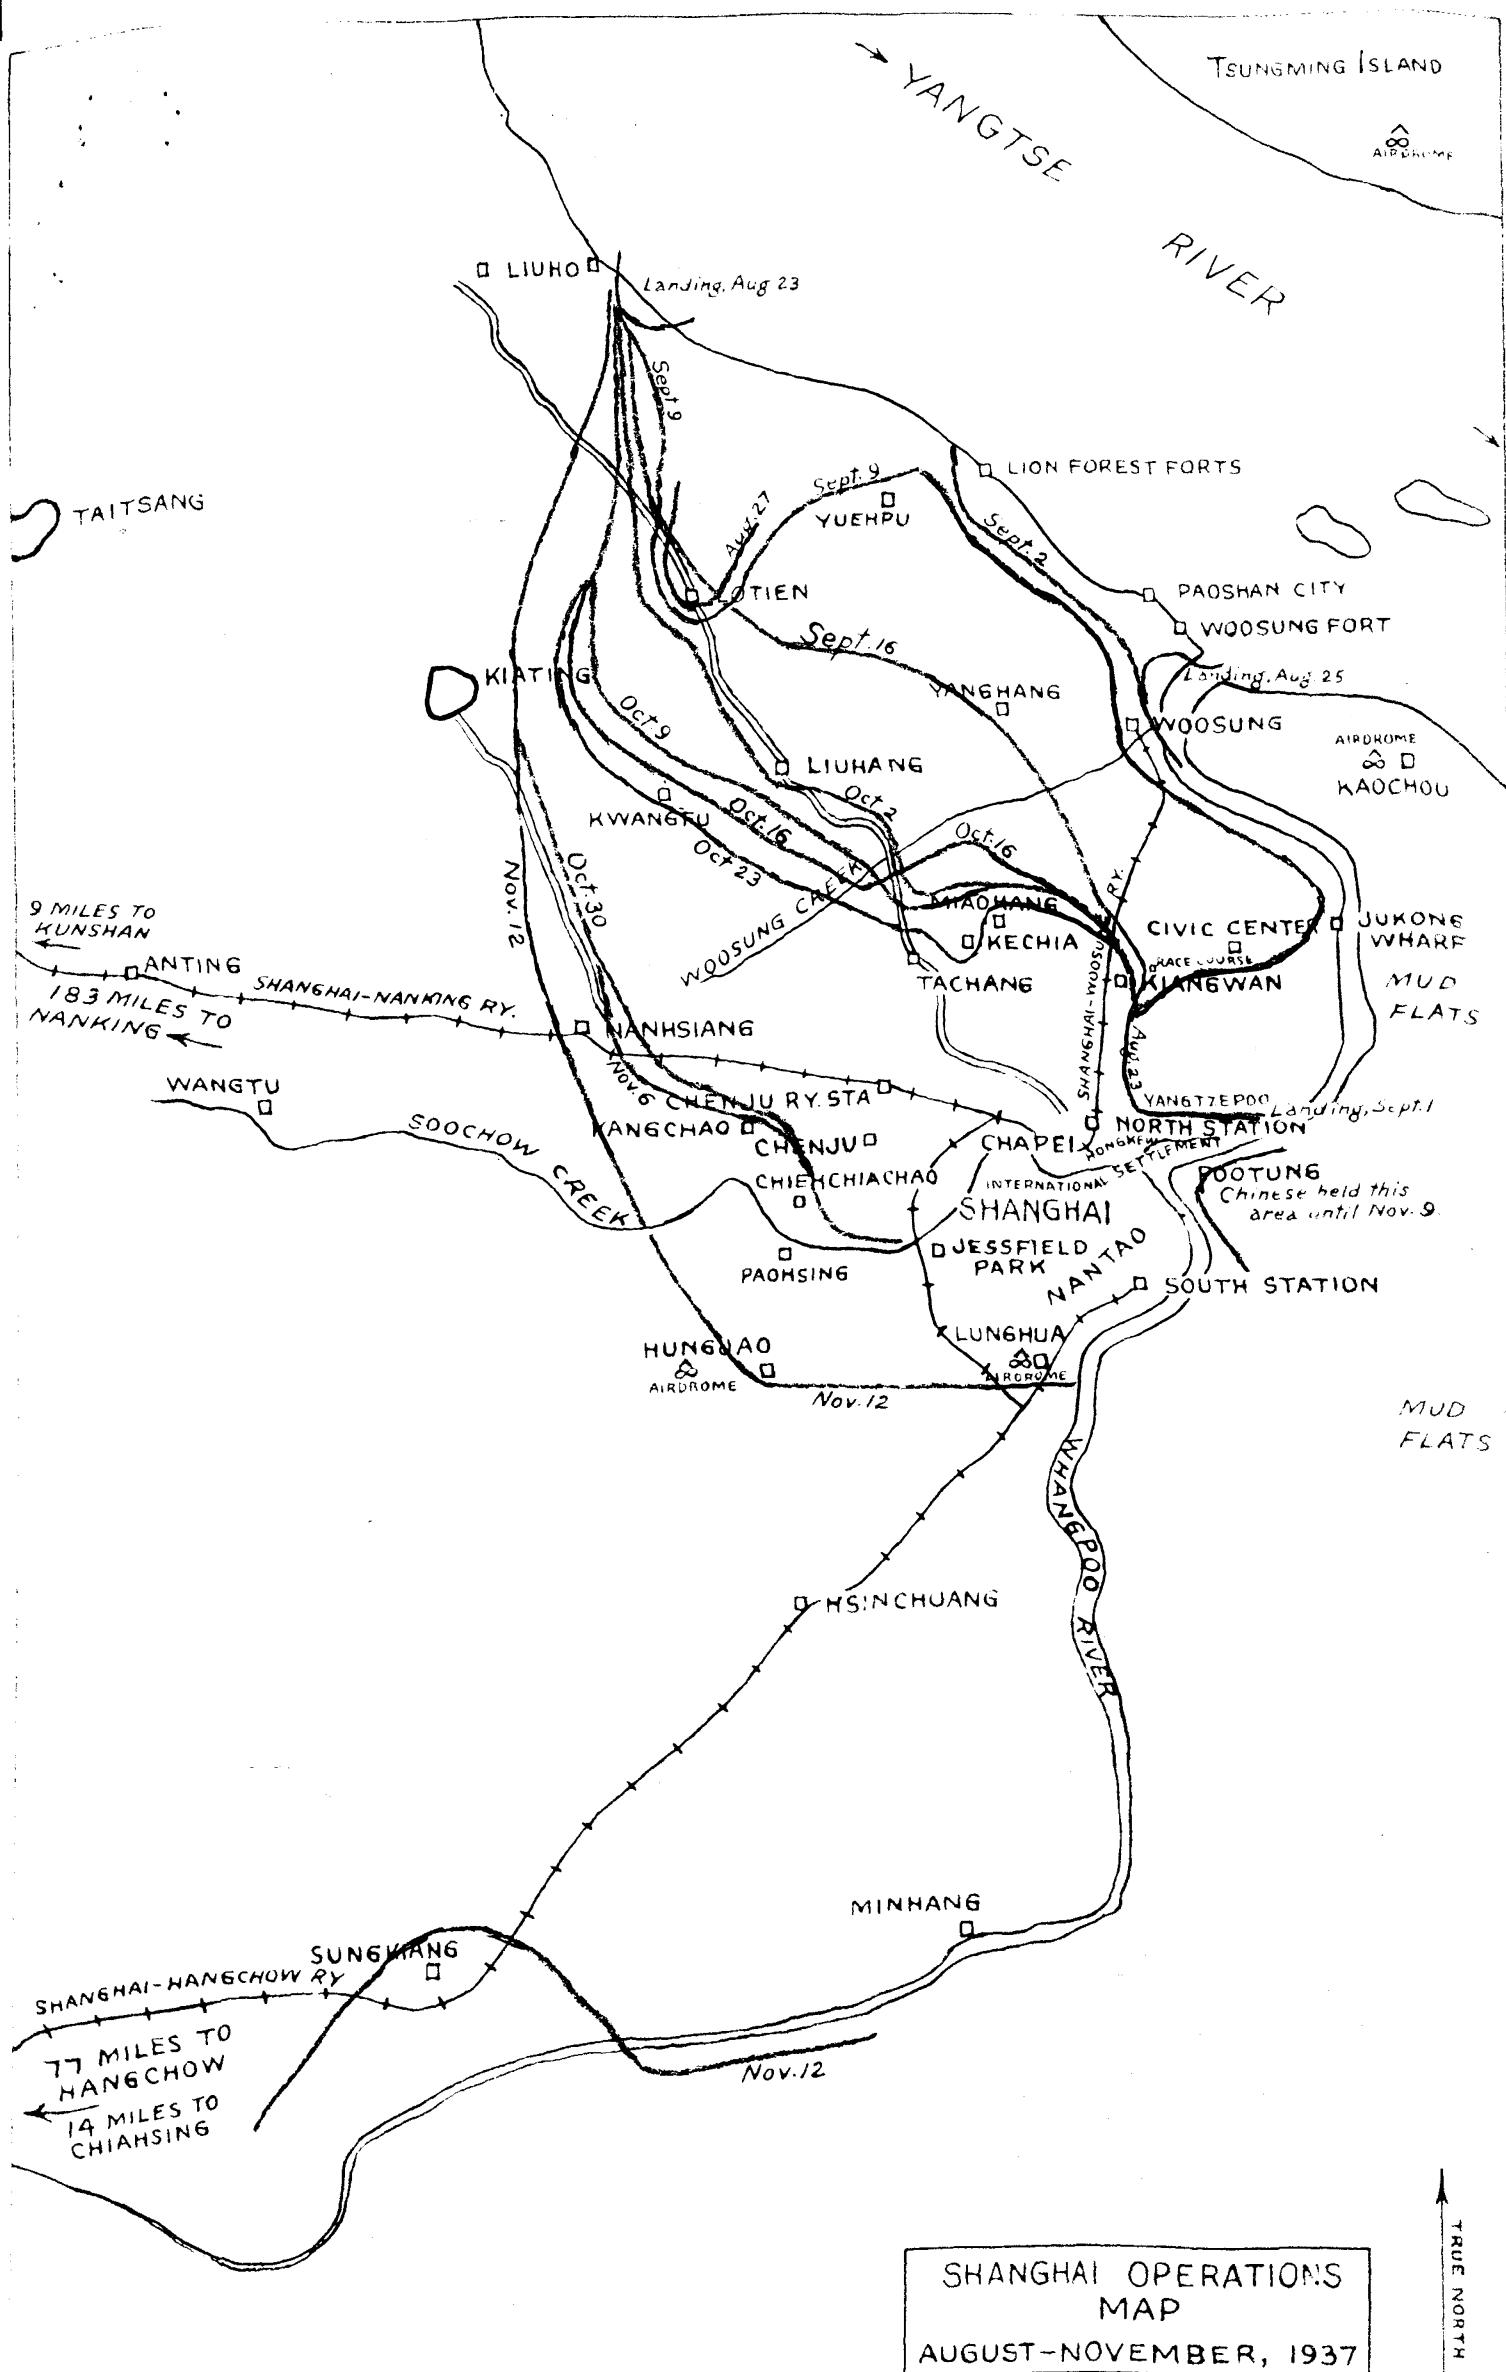 TSUNGMING ISLAND
AIRDROME
YANGTSE
RIVER
LIUHO
Landing, Aug 23
Sept 9
LION FOREST FORTS
TAITSANG
Sept. 9
YUEHPU
Aug. 27
Sept. 2
LOTIEN
PAOSHAN CITY
WOOSUNG FORT
Sept. 16
Landing, Aug 25
KIATING
YANGHANG
Oct. 9
WOOSUNG
AIRDROME
KAOCHOU
LIUHANG
Oct 2
KWANGFU
Oct. 16
Oct. 16
Oct 23
Nov. 12
Oct. 30
WOOSUNG CREEK
MIAOHANG
KECHIA
TACHANG
SHANGHAI-WOOSUNG RY.
CIVIC CENTER
RACE COURSE
KIANGWAN
JUKONG
WHARF
MUD
FLATS
9 MILES TO
KUNSHAN
ANTING
SHANGHAI-NANKING RY.
183 MILES TO
NANKING
NANHSIANG
WANGTU
Nov. 6
CHENJU RY. STA
KANGCHAO
CHENJU
Aug. 23
YANGTZEPOO
Landing, Sept. 1
NORTH STATION
CHAPEI
HONGKEW
INTERNATIONAL SETTLEMENT
SOOCHOW CREEK
CHIEHCHIACHAO
SHANGHAI
POOTUNG
Chinese held this
area until Nov. 9.
PAOHSING
JESSFIELD
PARK
NANTAO
SOUTH STATION
HUNGJAO
AIRDROME
LUNGHUA
AIRDROME
Nov. 12
MUD
FLATS
WHANGPOO RIVER
HSINCHUANG
MINHANG
SUNGKIANG
SHANGHAI-HANGCHOW RY
77 MILES TO
HANGCHOW
14 MILES TO
CHIAHSING
Nov. 12
TRUE NORTH
SHANGHAI OPERATIONS
MAP
AUGUST-NOVEMBER, 1937